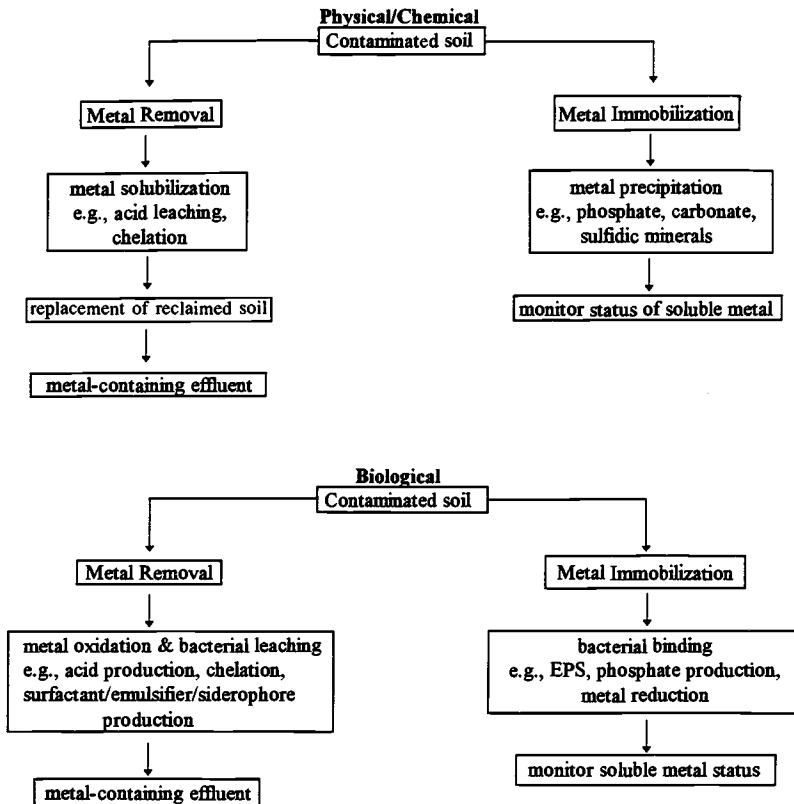 Physical/Chemical
Contaminated soil
Metal Removal
Metal Immobilization
metal solubilization
e.g., acid leaching,
chelation
metal precipitation
e.g., phosphate, carbonate,
sulfidic minerals
replacement of reclaimed soil
monitor status of soluble metal
metal-containing effluent
Biological
Contaminated soil
Metal Removal
Metal Immobilization
metal oxidation & bacterial leaching
e.g., acid production, chelation,
surfactant/emulsifier/siderophore
production
bacterial binding
e.g., EPS, phosphate production,
metal reduction
metal-containing effluent
monitor soluble metal status